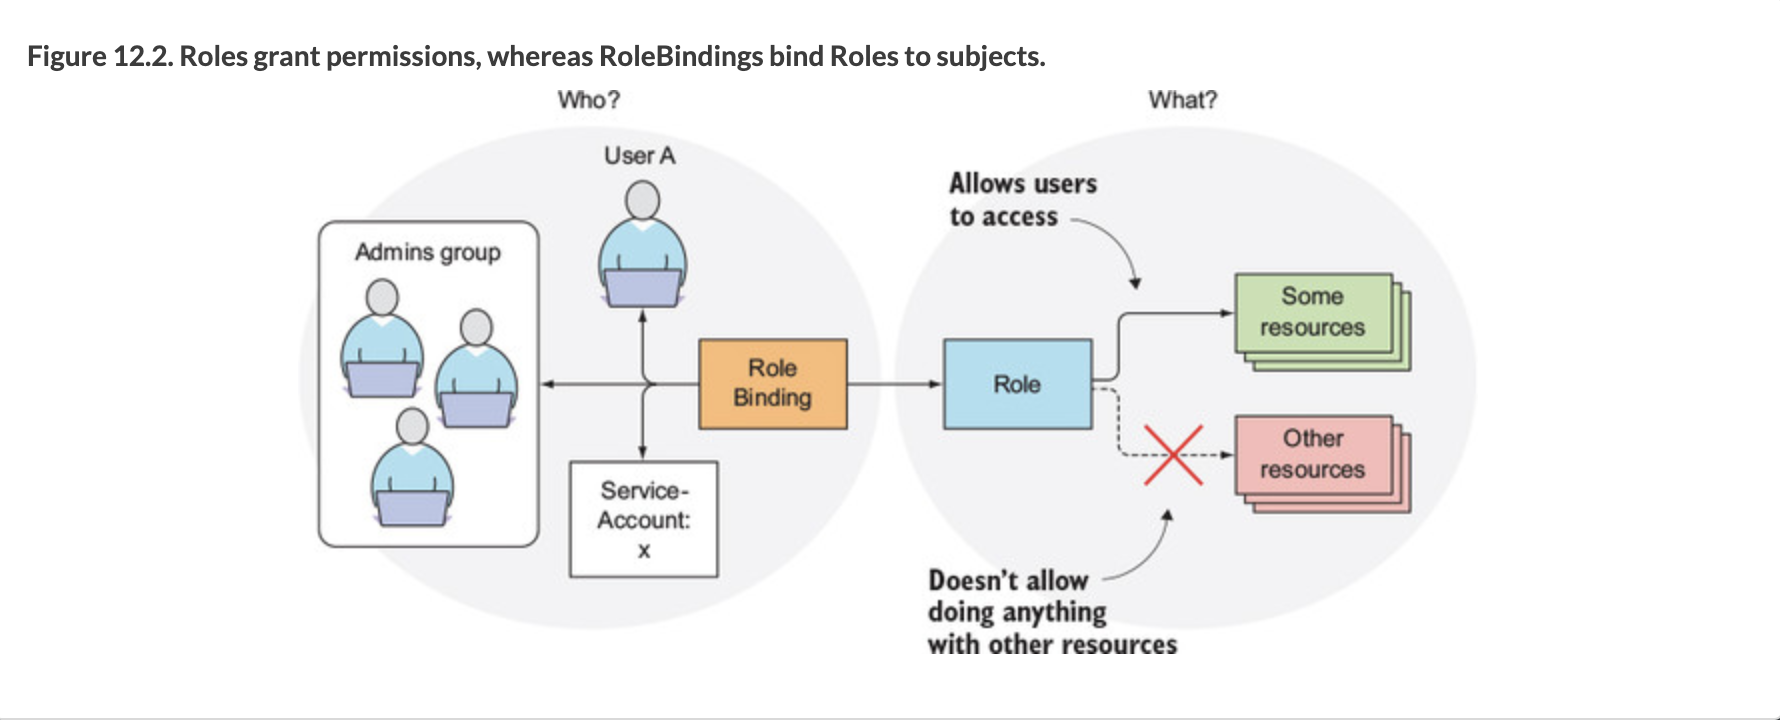 Figure 12.2. Roles grant permissions, whereas RoleBindings bind Roles to subjects.
Who?
What?
User A
Allows users
to access
Admins group
Some
resources
Role
Binding
Role
Other
resources
Service-
Account:
x
Doesn't allow
doing anything
with other resources